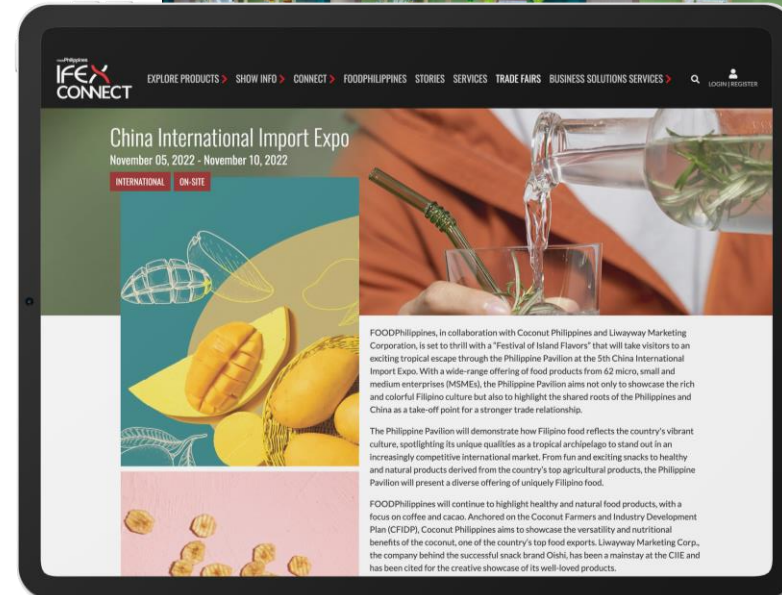 IFEX
CONNECT
EXPLORE PRODUCTS > SHOW INFO > CONNECT > FOODPHILIPPINES STORIES SERVICES TRADE FAIRS BUSINESS SOLUTIONS SERVICES >
LOGIN | REGISTER
China International Import Expo
November 05, 2022 - November 10, 2022
INTERNATIONAL ON-SITE
FOODPhilippines, in collaboration with Coconut Philippines and Liwayway Marketing
Corporation, is set to thrill with a "Festival of Island Flavors" that will take visitors to an
exciting tropical escape through the Philippine Pavilion at the 5th China International
Import Expo. With a wide-range offering of food products from 62 micro, small and
medium enterprises (MSMEs), the Philippine Pavilion aims not only to showcase the rich
and colorful Filipino culture but also to highlight the shared roots of the Philippines and
China as a take-off point for a stronger trade relationship.
The Philippine Pavilion will demonstrate how Filipino food reflects the country's vibrant
culture, spotlighting its unique qualities as a tropical archipelago to stand out in an
increasingly competitive international market. From fun and exciting snacks to healthy
and natural products derived from the country's top agricultural products, the Philippine
Pavilion will present a diverse offering of uniquely Filipino food.
FOODPhilippines will continue to highlight healthy and natural food products, with a
focus on coffee and cacao. Anchored on the Coconut Farmers and Industry Development
Plan (CFIDP), Coconut Philippines aims to showcase the versatility and nutritional
benefits of the coconut, one of the country's top food exports. Liwayway Marketing Corp.,
the company behind the successful snack brand Oishi, has been a mainstay at the CIIE and
has been cited for the creative showcase of its well-loved products.